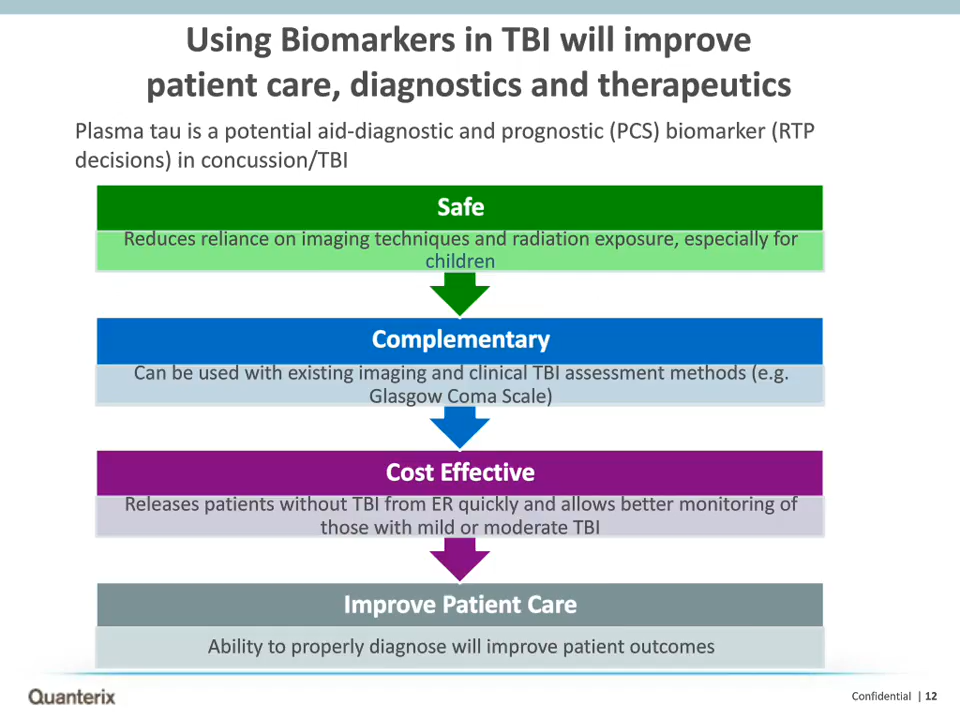 Using Biomarkers in TBI will improve
patient care, diagnostics and therapeutics
Plasma tau is a potential aid-diagnostic and prognostic (PCS) biomarker (RTP
decisions) in concussion/TBI
Safe
Reduces reliance on imaging techniques and radiation exposure, especially for
children
Complementary
Can be used with existing imaging and clinical TBI assessment methods (e.g.
Glasgow Coma Scale)
Cost Effective
Releases patients without TBI from ER quickly and allows better monitoring of
those with mild or moderate TBI
Improve Patient Care
Ability to properly diagnose will improve patient outcomes
Quanterix
Confidential | 12